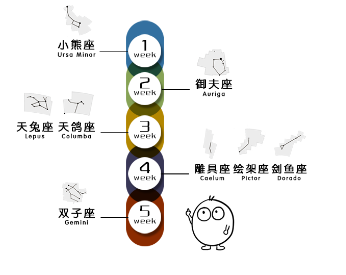 小熊座
Ursa Minor
1
week
御夫座
Auriga
2
week
天兔座 天鸽座
Lepus Columba
3
week
雕具座 绘架座 剑鱼座
Caelum Pictor Dorado
4
week
双子座
Gemini
5
week